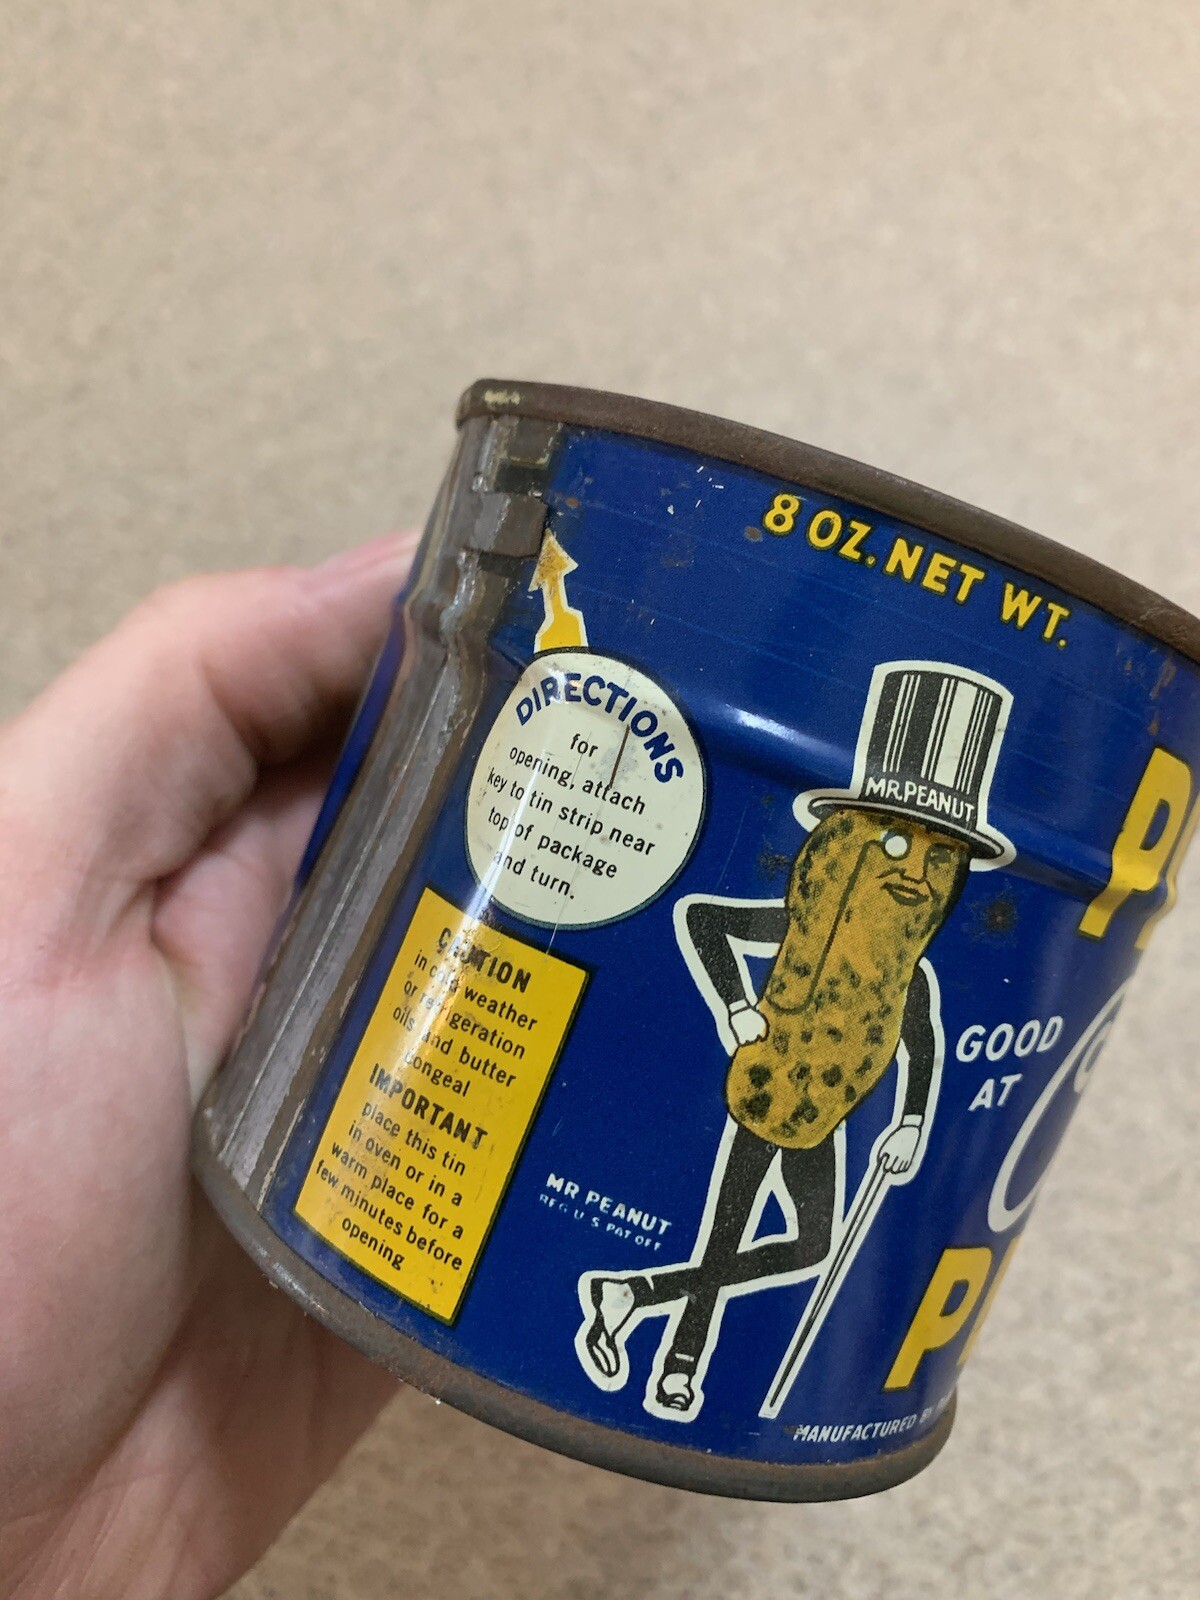 8 OZ. NET WT.
DIRECTIONS
for
opening, attach
key to tin strip near
top of package
and turn.
MR. PEANUT
CAUTION
in cold weather
or refrigeration
oils and butter
congeal
IMPORTANT
place this tin
in oven or in a
warm place for a
few minutes before
opening
GOOD
AT
MR PEANUT
REG U S PAT OFF
MANUFACTURED BY